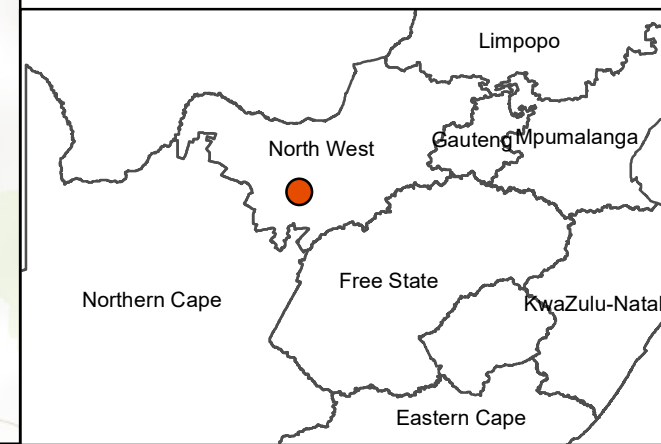 Limpopo
North West
Gauteng
Mpumalanga
Northern Cape
Free State
KwaZulu-Natal
Eastern Cape